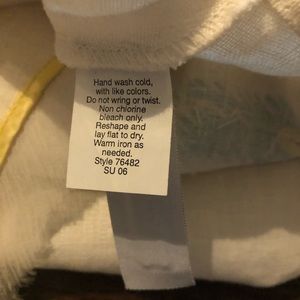 Hand wash cold,
with like colors.
Do not wring or twist.
Non chlorine
bleach only.
Reshape and
lay flat to dry.
Warm iron as
needed.
Style 76482
SU 06